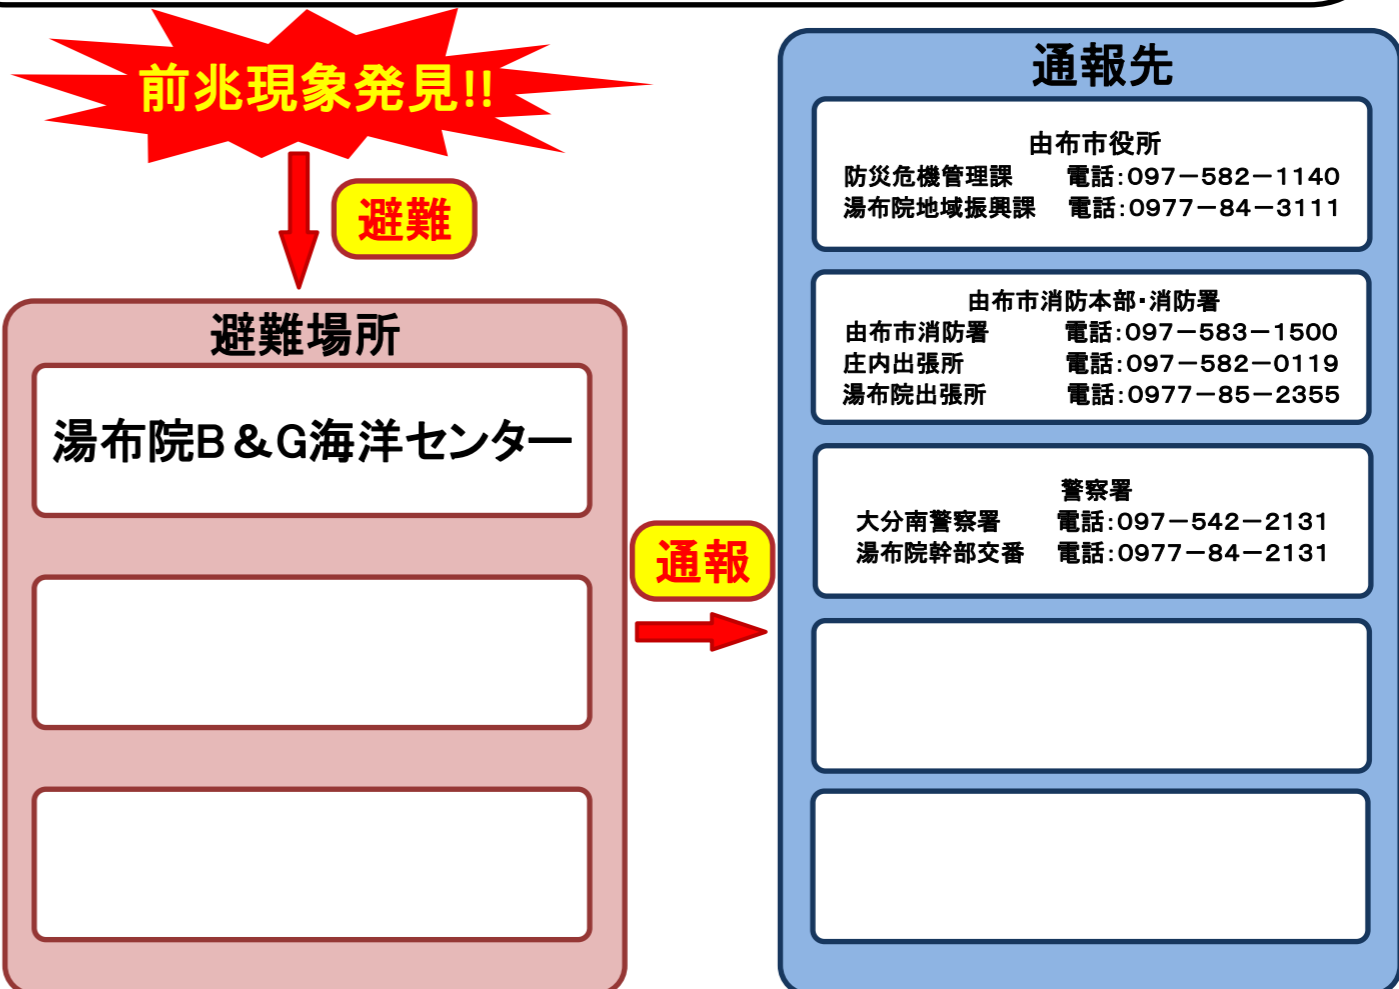 前兆現象発見!!
避難
避難場所
湯布院B&G海洋センター
通報
通報先
由布市役所
防災危機管理課 電話:097-582-1140
湯布院地域振興課 電話:0977-84-3111
由布市消防本部・消防署
由布市消防署 電話:097-583-1500
庄内出張所 電話:097-582-0119
湯布院出張所 電話:0977-85-2355
警察署
大分南警察署 電話:097-542-2131
湯布院幹部交番 電話:0977-84-2131